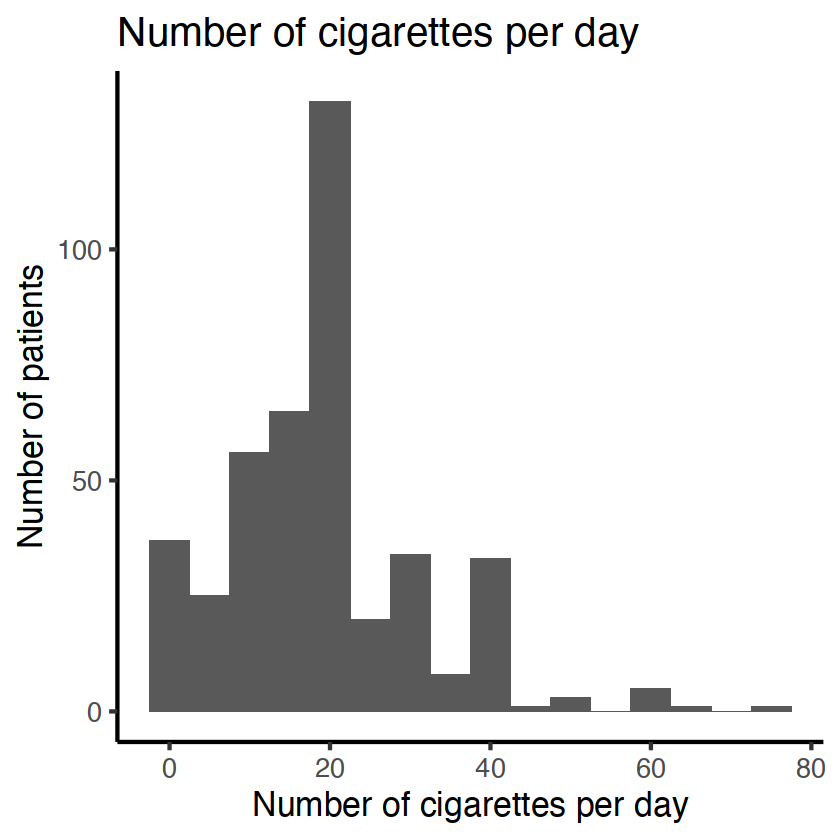 Number of cigarettes per day
100
50
0
Number of patients
0 20 40 60 80
Number of cigarettes per day